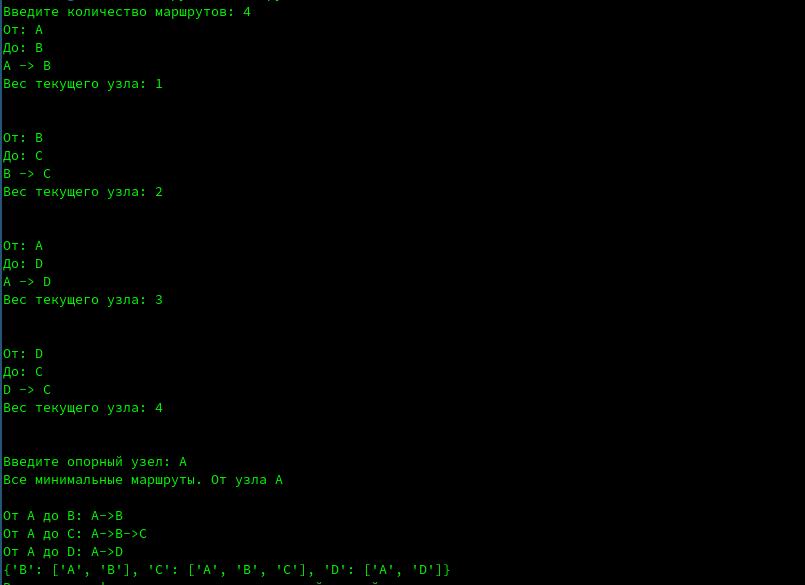 Введите количество маршрутов: 4
От: A
До: B
A -> B
Вес текущего узла: 1
От: B
До: C
B -> C
Вес текущего узла: 2
От: A
До: D
A -> D
Вес текущего узла: 3
От: D
До: C
D -> C
Вес текущего узла: 4
Введите опорный узел: A
Все минимальные маршруты. От узла A
От A до B: A->B
От A до C: A->B->C
От A до D: A->D
{'B': ['A', 'B'], 'C': ['A', 'B', 'C'], 'D': ['A', 'D']}